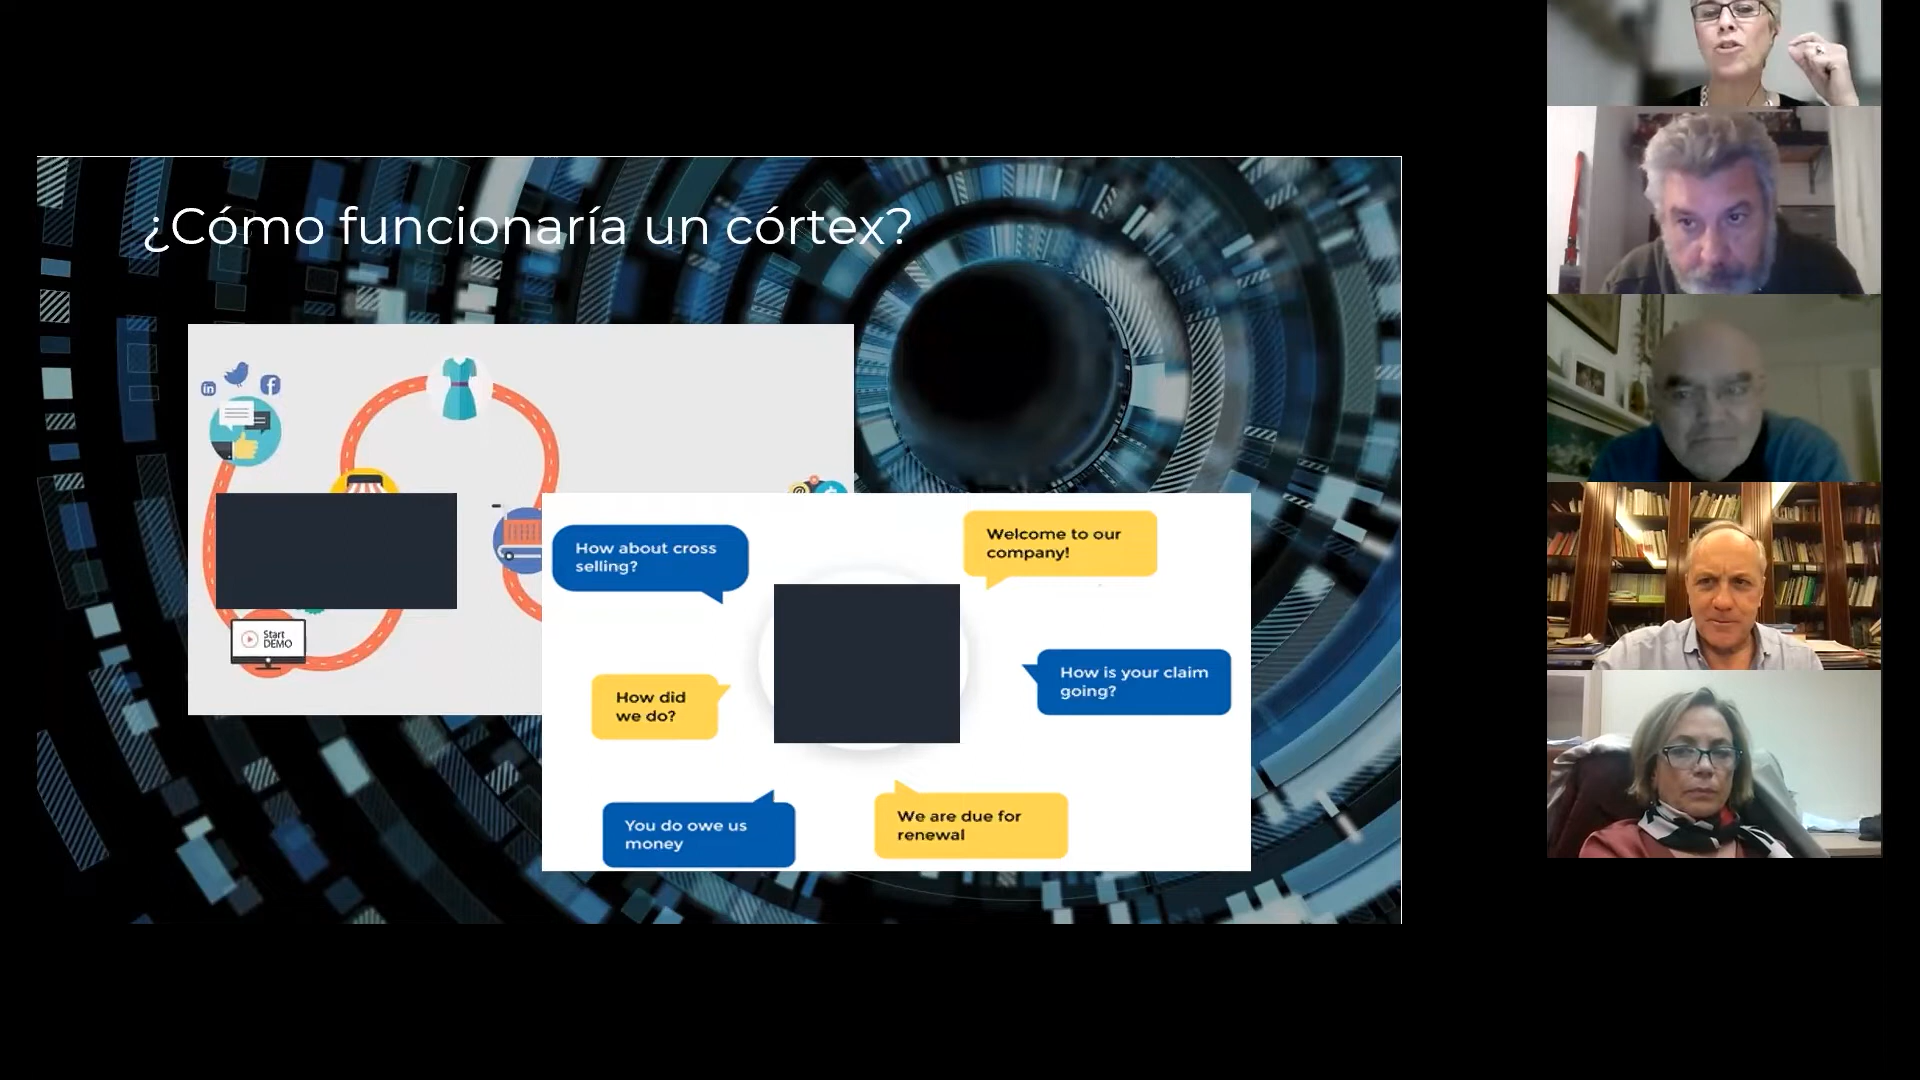 ¿Cómo funcionaría un córtex?
in
f
Start
DEMO
How about cross
selling?
Welcome to our
company!
How did
we do?
How is your claim
going?
You do owe us
money
We are due for
renewal